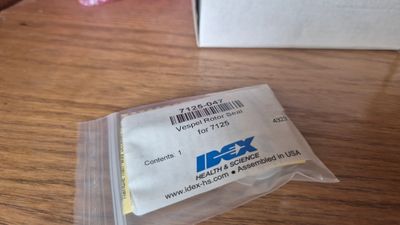 7125-047
Vespel Rotor Seal
for 7125
Contents 1
4323
IDEX
HEALTH & SCIENCE
www.idex-hs.com • Assembled in USA